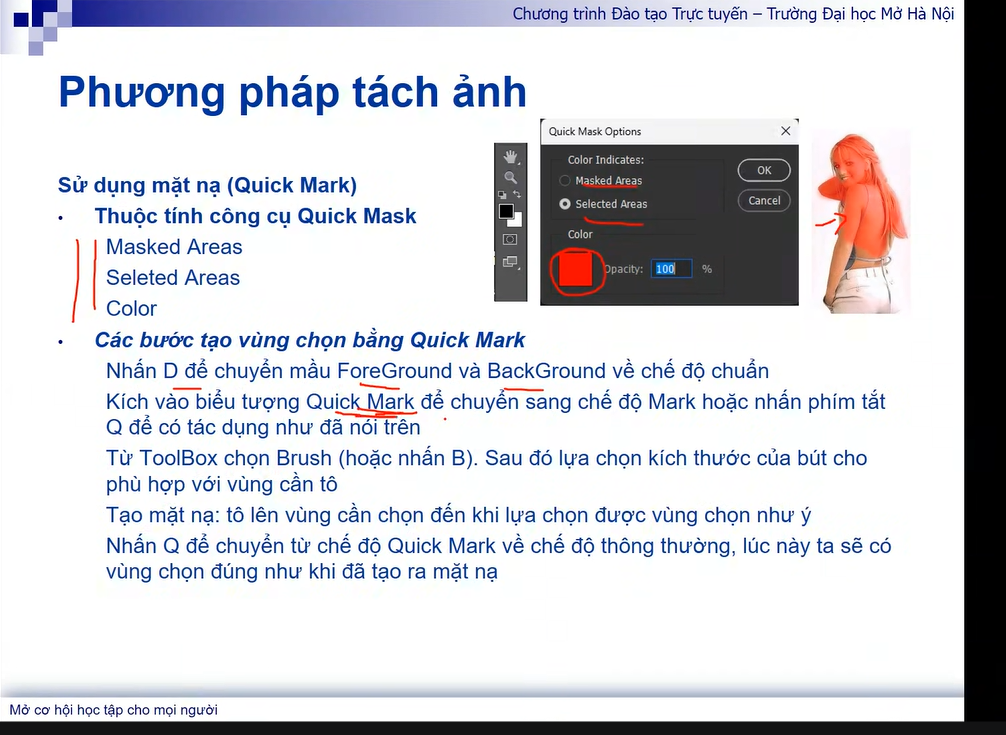 Chương trình Đào tạo Trực tuyến – Trường Đại học Mở Hà Nội
Phương pháp tách ảnh
Sử dụng mặt nạ (Quick Mark)
• Thuộc tính công cụ Quick Mask
Masked Areas
Seleted Areas
Color
Quick Mask Options
Color Indicates:
Masked Areas
Selected Areas
Color
Opacity: 100 %
OK
Cancel
• Các bước tạo vùng chọn bằng Quick Mark
Nhấn D để chuyển mầu ForeGround và BackGround về chế độ chuẩn
Kích vào biểu tượng Quick Mark để chuyển sang chế độ Mark hoặc nhấn phím tắt
Q để có tác dụng như đã nói trên
Từ ToolBox chọn Brush (hoặc nhấn B). Sau đó lựa chọn kích thước của bút cho
phù hợp với vùng cần tô
Tạo mặt nạ: tô lên vùng cần chọn đến khi lựa chọn được vùng chọn như ý
Nhấn Q để chuyển từ chế độ Quick Mark về chế độ thông thường, lúc này ta sẽ có
vùng chọn đúng như khi đã tạo ra mặt nạ
Mở cơ hội học tập cho mọi người